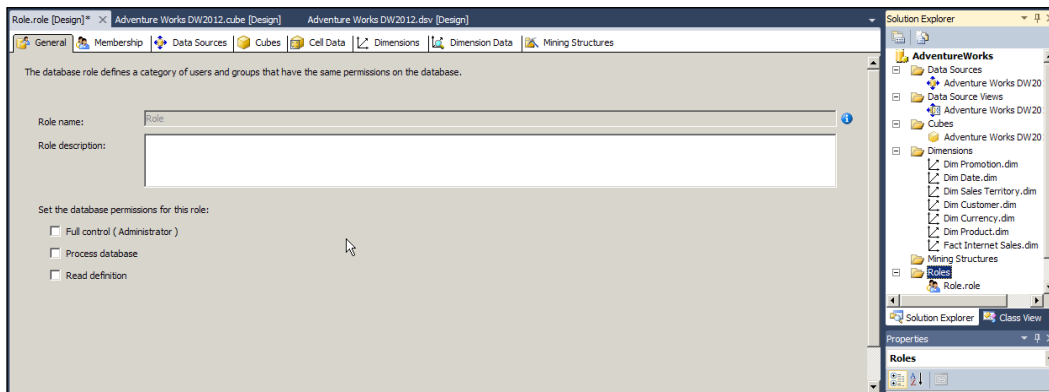 Role.role [Design]* Adventure Works DW2012.cube [Design] Adventure Works DW2012.dsv [Design]
General Membership Data Sources Cubes Cell Data Dimensions Dimension Data Mining Structures
The database role defines a category of users and groups that have the same permissions on the database.
Role name: Role
Role description:
Set the database permissions for this role:
Full control ( Administrator )
Process database
Read definition
Solution Explorer
AdventureWorks
Data Sources
Adventure Works DW20
Data Source Views
Adventure Works DW20
Cubes
Adventure Works DW20
Dimensions
Dim Promotion.dim
Dim Date.dim
Dim Sales Territory.dim
Dim Customer.dim
Dim Currency.dim
Dim Product.dim
Fact Internet Sales.dim
Mining Structures
Roles
Role.role
Solution Explorer Class View
Properties
Roles